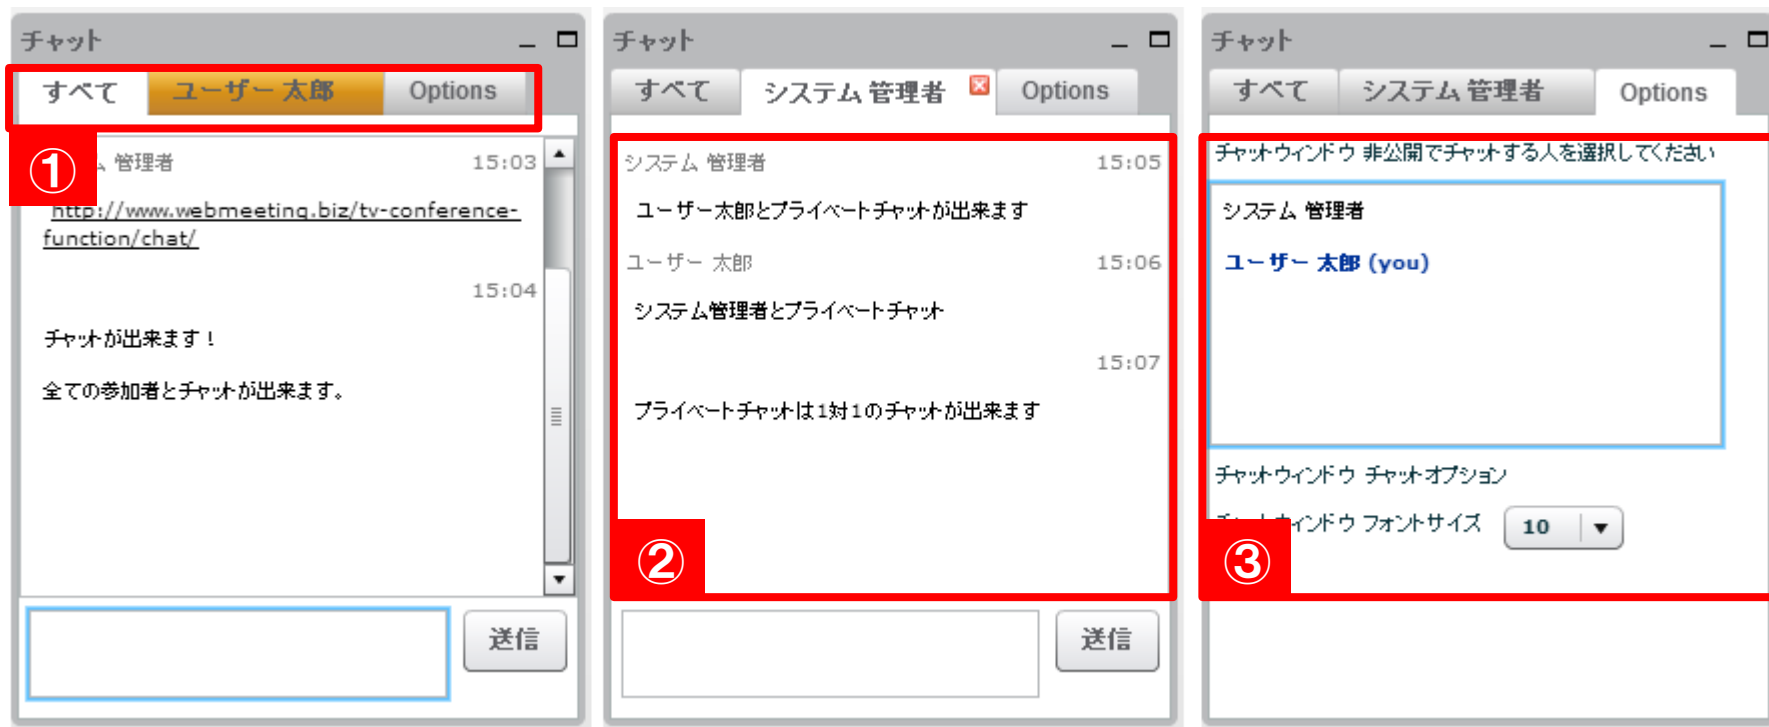 チャット
すべて
ユーザー 太郎
Options
①
管理者
15:03
http://www.webmeeting.biz/tv-conference-
function/chat/
15:04
チャットが出来ます!
全ての参加者とチャットが出来ます。
送信
チャット
すべて
システム 管理者
Options
システム 管理者
15:05
ユーザー太郎とプライベートチャットが出来ます
ユーザー 太郎
15:06
システム管理者とプライベートチャット
15:07
プライベートチャットは1対1のチャットが出来ます
②
送信
チャット
すべて
システム 管理者
Options
チャットウィンドウ 非公開でチャットする人を選択してください
システム 管理者
ユーザー 太郎 (you)
チャットウィンドウ チャットオプション
フォントサイズ
10
③